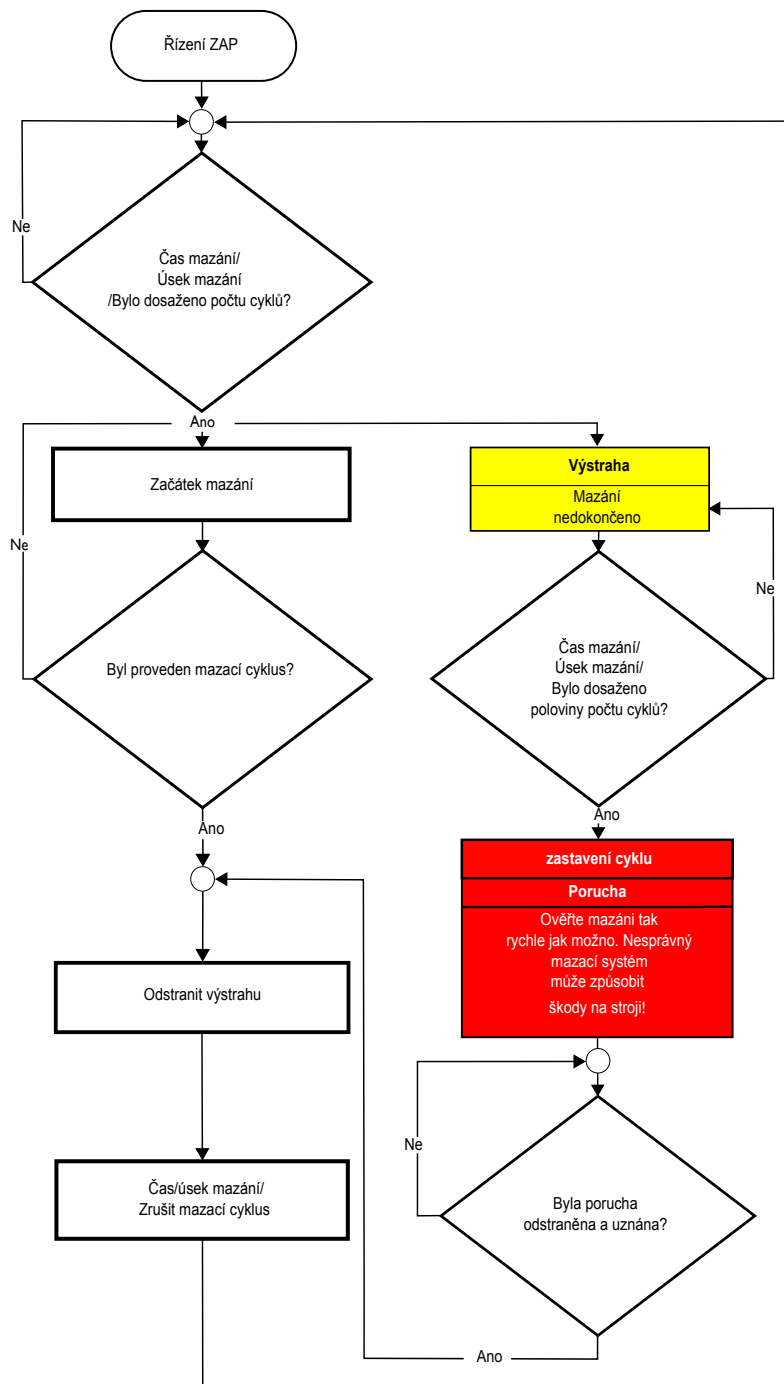 Řízení ZAP
Ne
Čas mazání/
Úsek mazání
/Bylo dosaženo počtu cyklů?
Ano
Začátek mazání
Ne
Byl proveden mazací cyklus?
Ano
Odstranit výstrahu
Čas/úsek mazání/
Zrušit mazací cyklus
Výstraha
Mazání
nedokončeno
Ne
Čas mazání/
Úsek mazání/
Bylo dosaženo
poloviny počtu cyklů?
Ano
zastavení cyklu
Porucha
Ověřte mazáni tak
rychle jak možno. Nesprávný
mazací systém
může způsobit
škody na stroji!
Ne
Byla porucha
odstraněna a uznána?
Ano